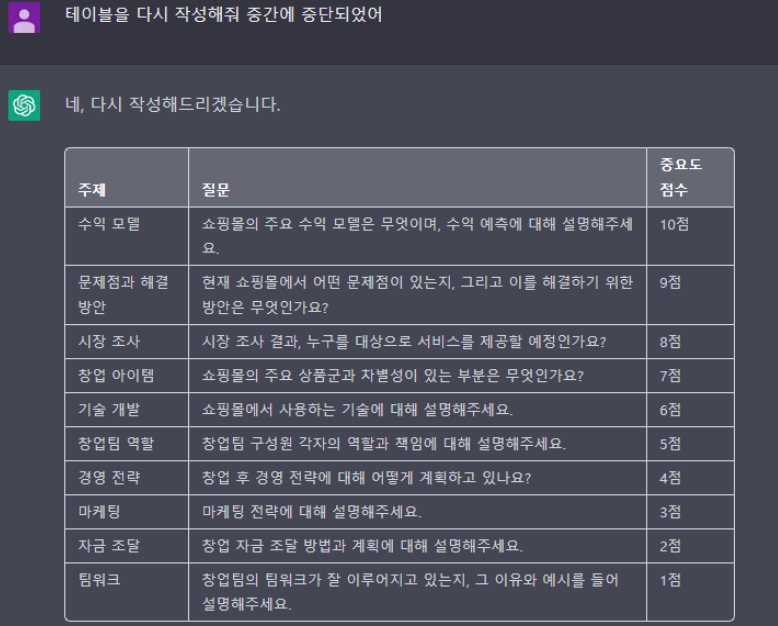 테이블을 다시 작성해줘 중간에 중단되었어
네, 다시 작성해드리겠습니다.
주제 질문 중요도 점수
수익 모델 쇼핑몰의 주요 수익 모델은 무엇이며, 수익 예측에 대해 설명해주세요. 10점
문제점과 해결 방안 현재 쇼핑몰에서 어떤 문제점이 있는지, 그리고 이를 해결하기 위한 방안은 무엇인가요? 9점
시장 조사 시장 조사 결과, 누구를 대상으로 서비스를 제공할 예정인가요? 8점
창업 아이템 쇼핑몰의 주요 상품군과 차별성이 있는 부분은 무엇인가요? 7점
기술 개발 쇼핑몰에서 사용하는 기술에 대해 설명해주세요. 6점
창업팀 역할 창업팀 구성원 각자의 역할과 책임에 대해 설명해주세요. 5점
경영 전략 창업 후 경영 전략에 대해 어떻게 계획하고 있나요? 4점
마케팅 마케팅 전략에 대해 설명해주세요. 3점
자금 조달 창업 자금 조달 방법과 계획에 대해 설명해주세요. 2점
팀워크 창업팀의 팀워크가 잘 이루어지고 있는지, 그 이유와 예시를 들어 설명해주세요. 1점